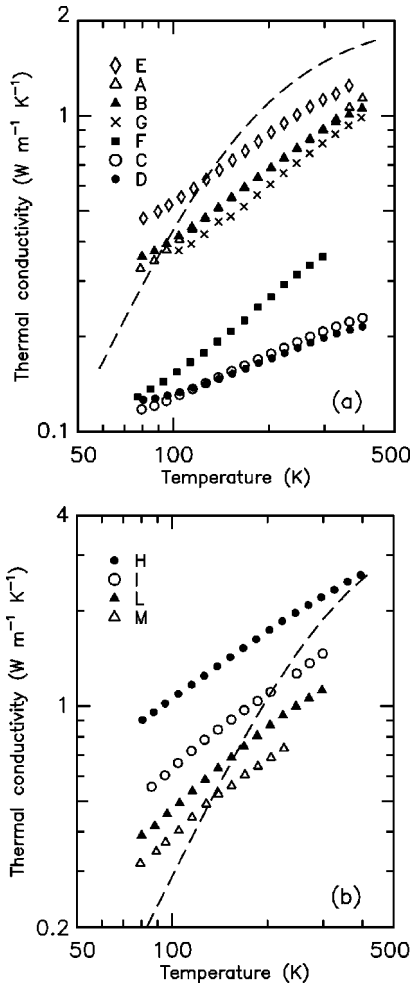 2
Thermal conductivity (W m⁻¹ K⁻¹)
E
A
1
B
G
F
C
D
(a)
0.1
50
100
500
Temperature (K)
4
Thermal conductivity (W m⁻¹ K⁻¹)
H
I
L
M
1
(b)
0.2
50
100
500
Temperature (K)